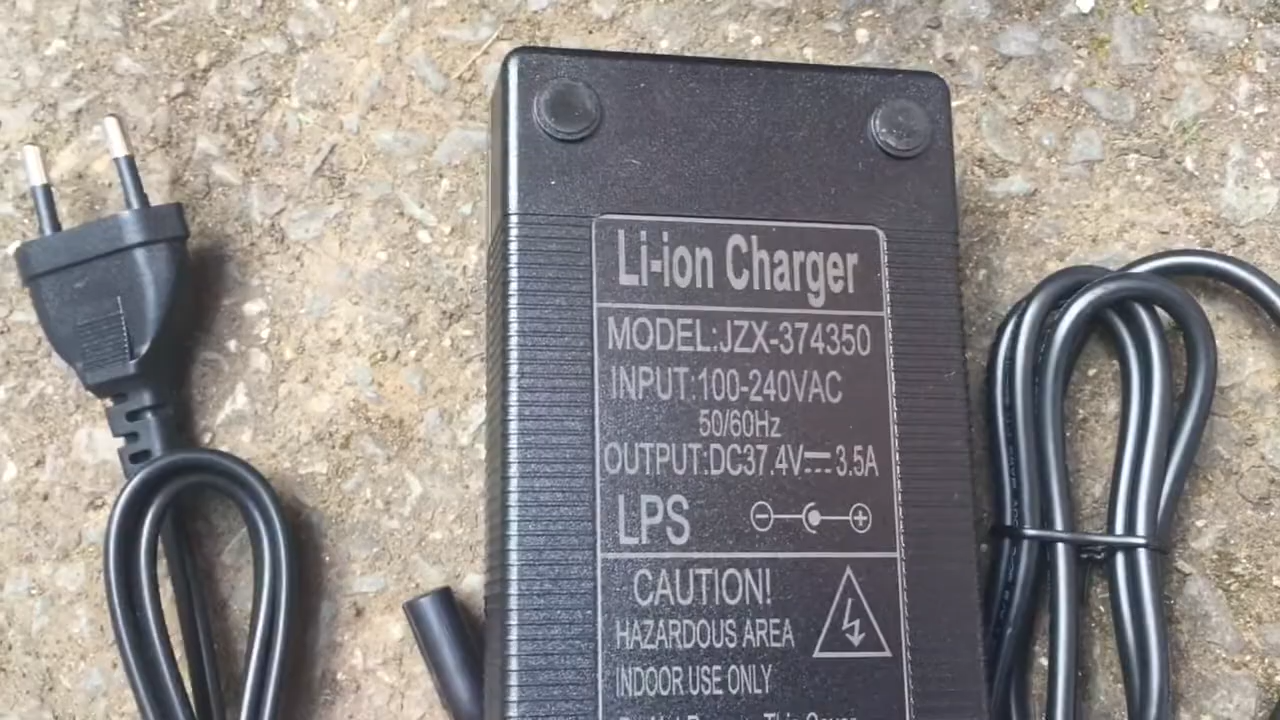 Li-ion Charger
MODEL:JZX-374350
INPUT:100-240VAC
50/60Hz
OUTPUT:DC37.4V⎓3.5A
LPS
CAUTION!
HAZARDOUS AREA
INDOOR USE ONLY